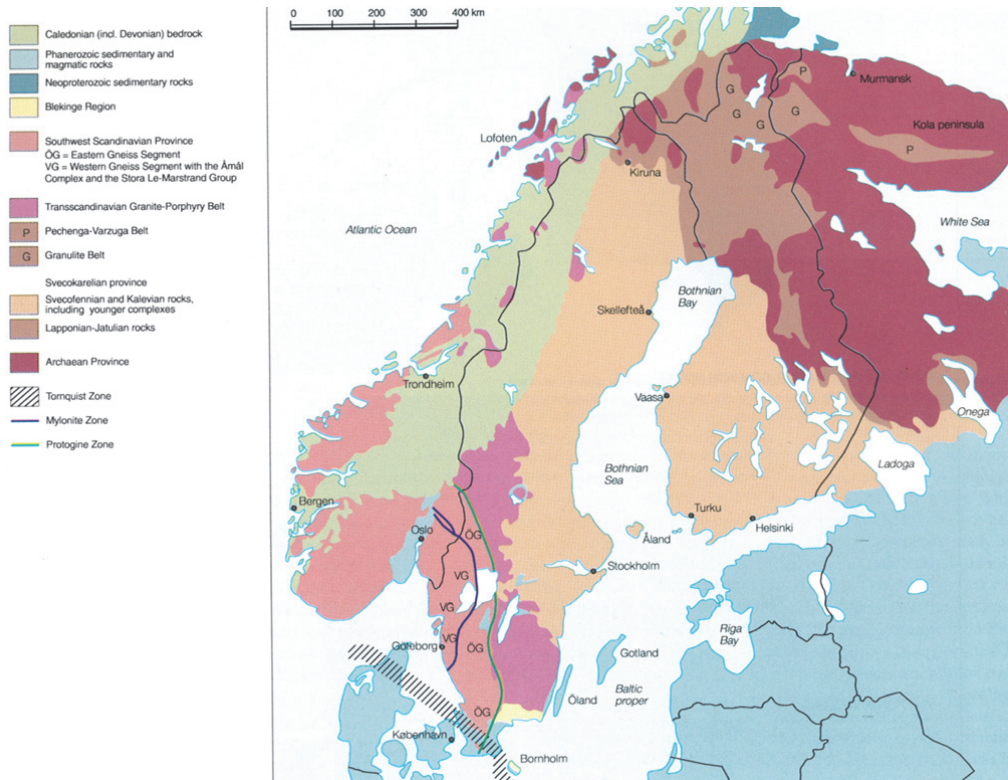 0 200 400 km
Caledonian (incl. Devonian) bedrock
Phanerozoic sedimentary and
magmatic rocks
Neoproterozoic sedimentary rocks
Blekinge Region
Southwest Scandinavian Province
ÖG = Eastern Gneiss Segment
VG = Western Gneiss Segment with the Åmål
Complex and the Stora Le-Marstrand Group
Transscandinavian Granite-Porphyry Belt
P Pechenga-Varzuga Belt
G Granulite Belt
Svecokarelian province
Svecofennian and Kalevian rocks,
including younger complexes
Lapponian-Jatulian rocks
Archaean Province
Tornquist Zone
Mylonite Zone
Protogine Zone
P
Murmansk
G
G
G
G
Kola peninsula
Lofoten
P
Kiruna
Atlantic Ocean
White Sea
Bothnian
Bay
Skellefteå
Trondheim
Vaasa
Onega
Ladoga
Bothnian
Sea
Bergen
Turku
Helsinki
Oslo
ÖG
Åland
Stockholm
VG
VG
VG
Göteborg
ÖG
Riga
Bay
Gotland
Öland
Baltic
proper
ÖG
København
Bornholm